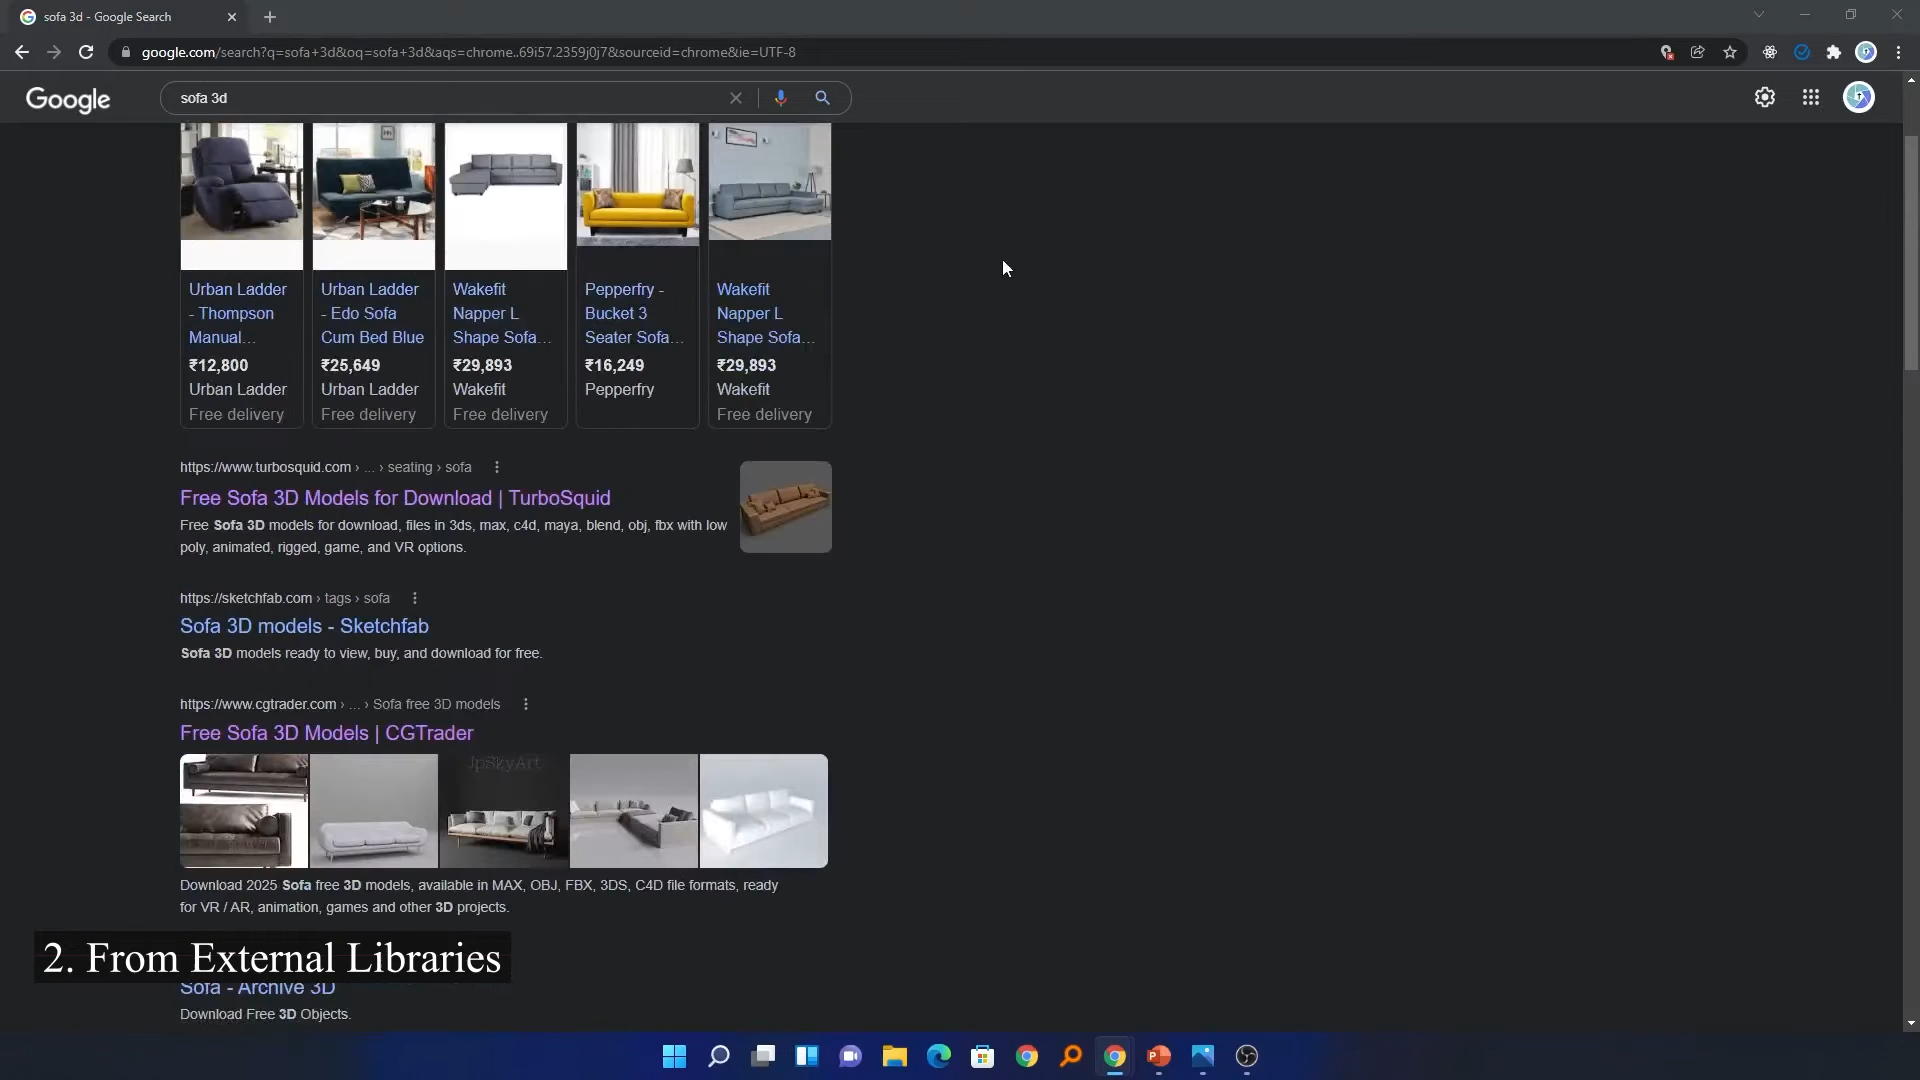 sofa 3d - Google Search
google.com/search?q=sofa+3d&oq=sofa+3d&aqs=chrome..69i57.2359j0j7&sourceid=chrome&ie=UTF-8
Google
sofa 3d
Urban Ladder
- Thompson
Manual...
₹12,800
Urban Ladder
Free delivery
Urban Ladder
- Edo Sofa
Cum Bed Blue
₹25,649
Urban Ladder
Free delivery
Wakefit
Napper L
Shape Sofa...
₹29,893
Wakefit
Free delivery
Pepperfry -
Bucket 3
Seater Sofa...
₹16,249
Pepperfry
Wakefit
Napper L
Shape Sofa...
₹29,893
Wakefit
Free delivery
https://www.turbosquid.com › ... › seating › sofa
Free Sofa 3D Models for Download | TurboSquid
Free Sofa 3D models for download, files in 3ds, max, c4d, maya, blend, obj, fbx with low
poly, animated, rigged, game, and VR options.
https://sketchfab.com › tags › sofa
Sofa 3D models - Sketchfab
Sofa 3D models ready to view, buy, and download for free.
https://www.cgtrader.com › ... › Sofa free 3D models
Free Sofa 3D Models | CGTrader
JpSkyArt
Download 2025 Sofa free 3D models, available in MAX, OBJ, FBX, 3DS, C4D file formats, ready
for VR / AR, animation, games and other 3D projects.
2. From External Libraries
Sofa - Archive 3D
Download Free 3D Objects.